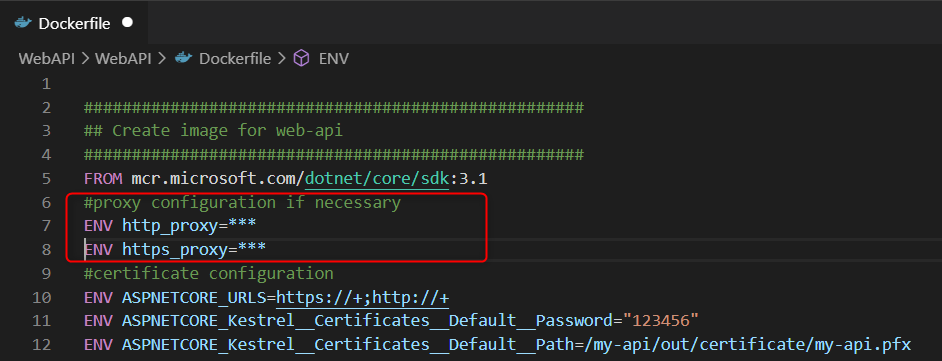 Dockerfile
WebAPI > WebAPI > Dockerfile > ENV
1
2 ####################################################
3 ## Create image for web-api
4 ####################################################
5 FROM mcr.microsoft.com/dotnet/core/sdk:3.1
6 #proxy configuration if necessary
7 ENV http_proxy=***
8 ENV https_proxy=***
9 #certificate configuration
10 ENV ASPNETCORE_URLS=https://+;http://+
11 ENV ASPNETCORE_Kestrel__Certificates__Default__Password="123456"
12 ENV ASPNETCORE_Kestrel__Certificates__Default__Path=/my-api/out/certificate/my-api.pfx